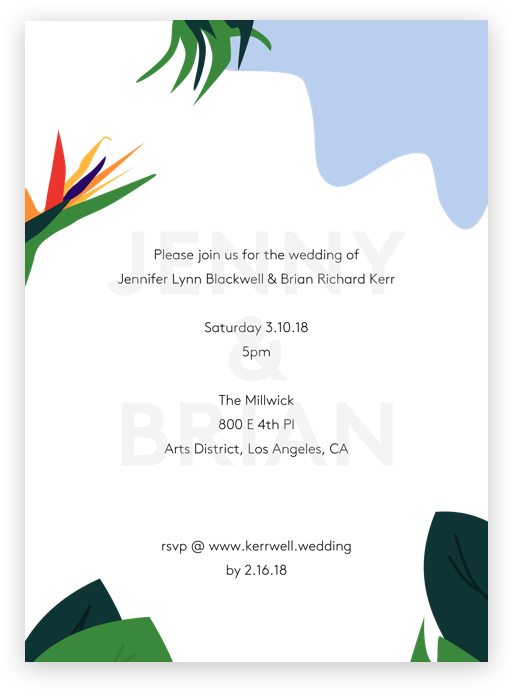 JENNY
&
BRIAN
Please join us for the wedding of
Jennifer Lynn Blackwell & Brian Richard Kerr
Saturday 3.10.18
5pm
The Millwick
800 E 4th Pl
Arts District, Los Angeles, CA
rsvp @ www.kerrwell.wedding
by 2.16.18